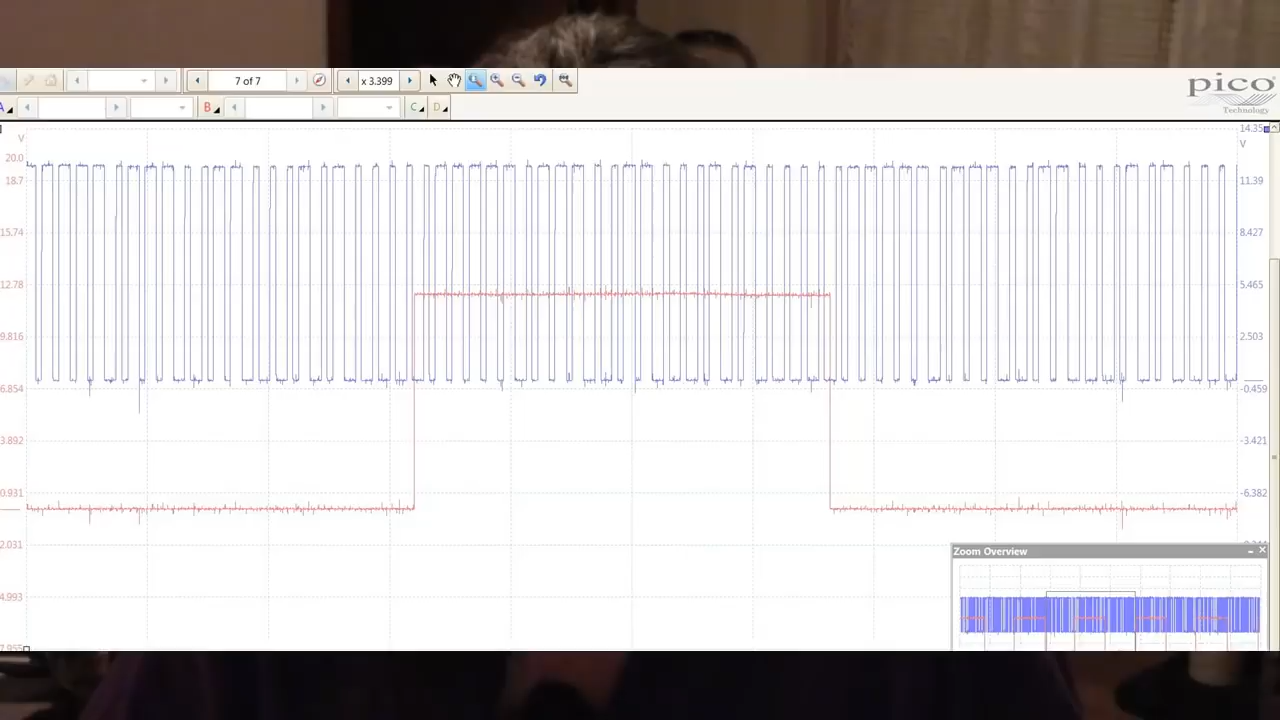 7 of 7
x 3.399
pico
Technology
A
B
C
D
V
20.0
18.7
15.74
12.78
9.816
6.854
3.892
0.931
2.031
4.993
7.955
14.35
V
11.39
8.427
5.465
2.503
-0.459
-3.421
-6.382
Zoom Overview